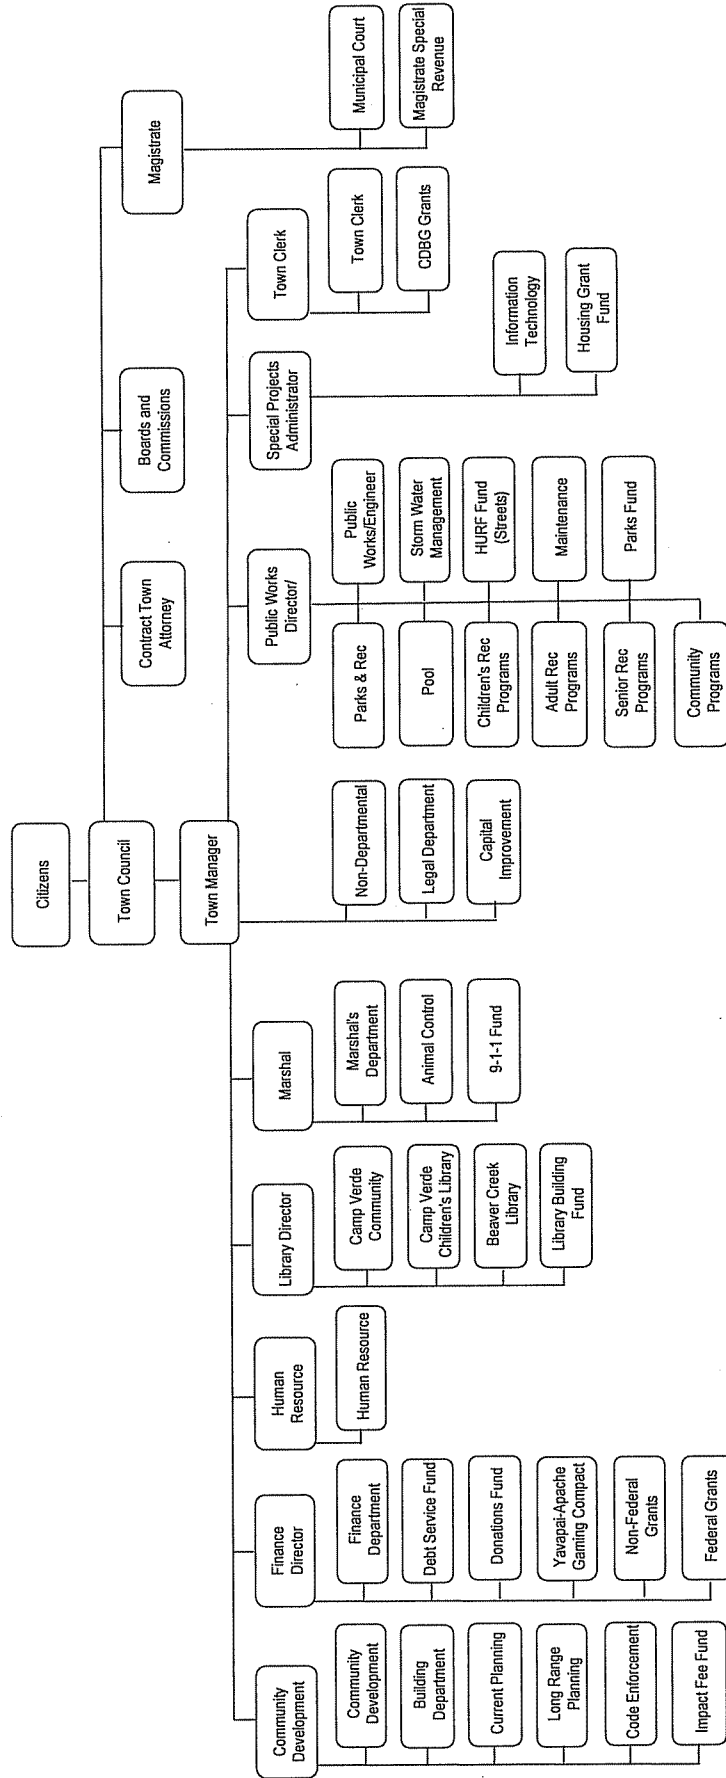 Citizens
Town Council
Contract Town
Attorney
Boards and
Commissions
Magistrate
Municipal Court
Magistrate Special
Revenue
Town Manager
Community
Development
Community
Development
Building
Department
Current Planning
Long Range
Planning
Code Enforcement
Impact Fee Fund
Finance
Director
Finance
Department
Debt Service Fund
Donations Fund
Yavapai-Apache
Gaming Compact
Non-Federal
Grants
Federal Grants
Human
Resource
Human Resource
Library Director
Camp Verde
Community
Camp Verde
Children's Library
Beaver Creek
Library
Library Building
Fund
Marshal
Marshal's
Department
Animal Control
9-1-1 Fund
Non-Departmental
Legal Department
Capital
Improvement
Public Works
Director/
Parks & Rec
Pool
Children's Rec
Programs
Adult Rec
Programs
Senior Rec
Programs
Community
Programs
Public
Works/Engineer
Storm Water
Management
HURF Fund
(Streets)
Maintenance
Parks Fund
Special Projects
Administrator
Information
Technology
Housing Grant
Fund
Town Clerk
Town Clerk
CDBG Grants